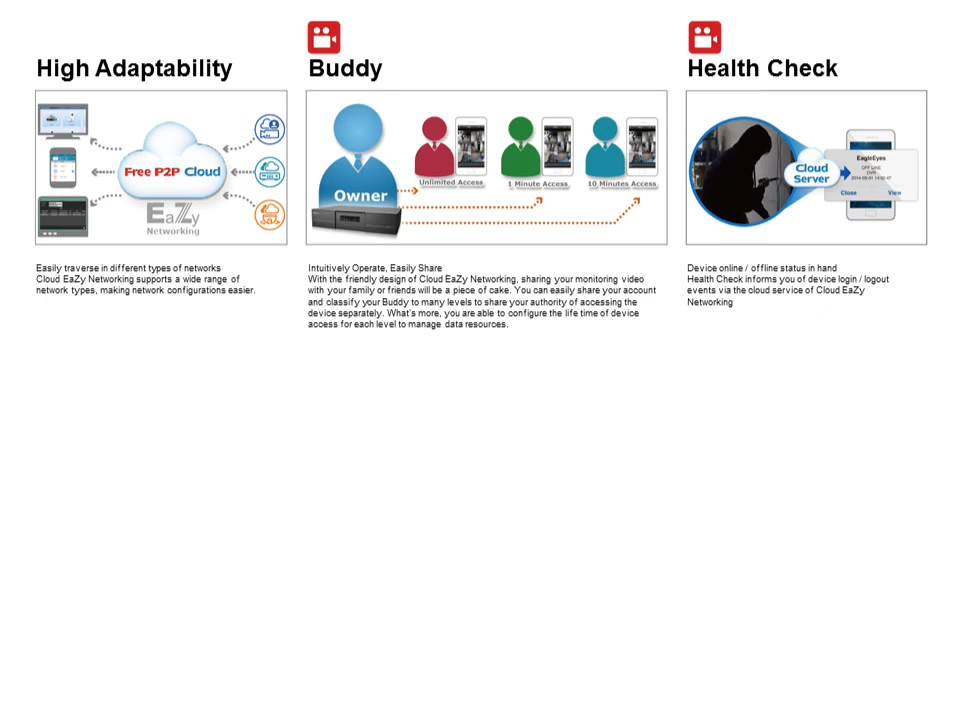 High Adaptability
Free P2P Cloud
EaZy
Networking
Easily traverse in different types of networks
Cloud EaZy Networking supports a wide range of
network types, making network configurations easier.
Buddy
Owner
Unlimited Access
1 Minute Access
10 Minutes Access
Intuitively Operate, Easily Share
With the friendly design of Cloud EaZy Networking, sharing your monitoring video
with your family or friends will be a piece of cake. You can easily share your account
and classify your Buddy to many levels to share your authority of accessing the
device separately. What's more, you are able to configure the life time of device
access for each level to manage data resources.
Health Check
Cloud
Server
EagleEyes
Close View
Device online / offline status in hand
Health Check informs you of device login / logout
events via the cloud service of Cloud EaZy
Networking